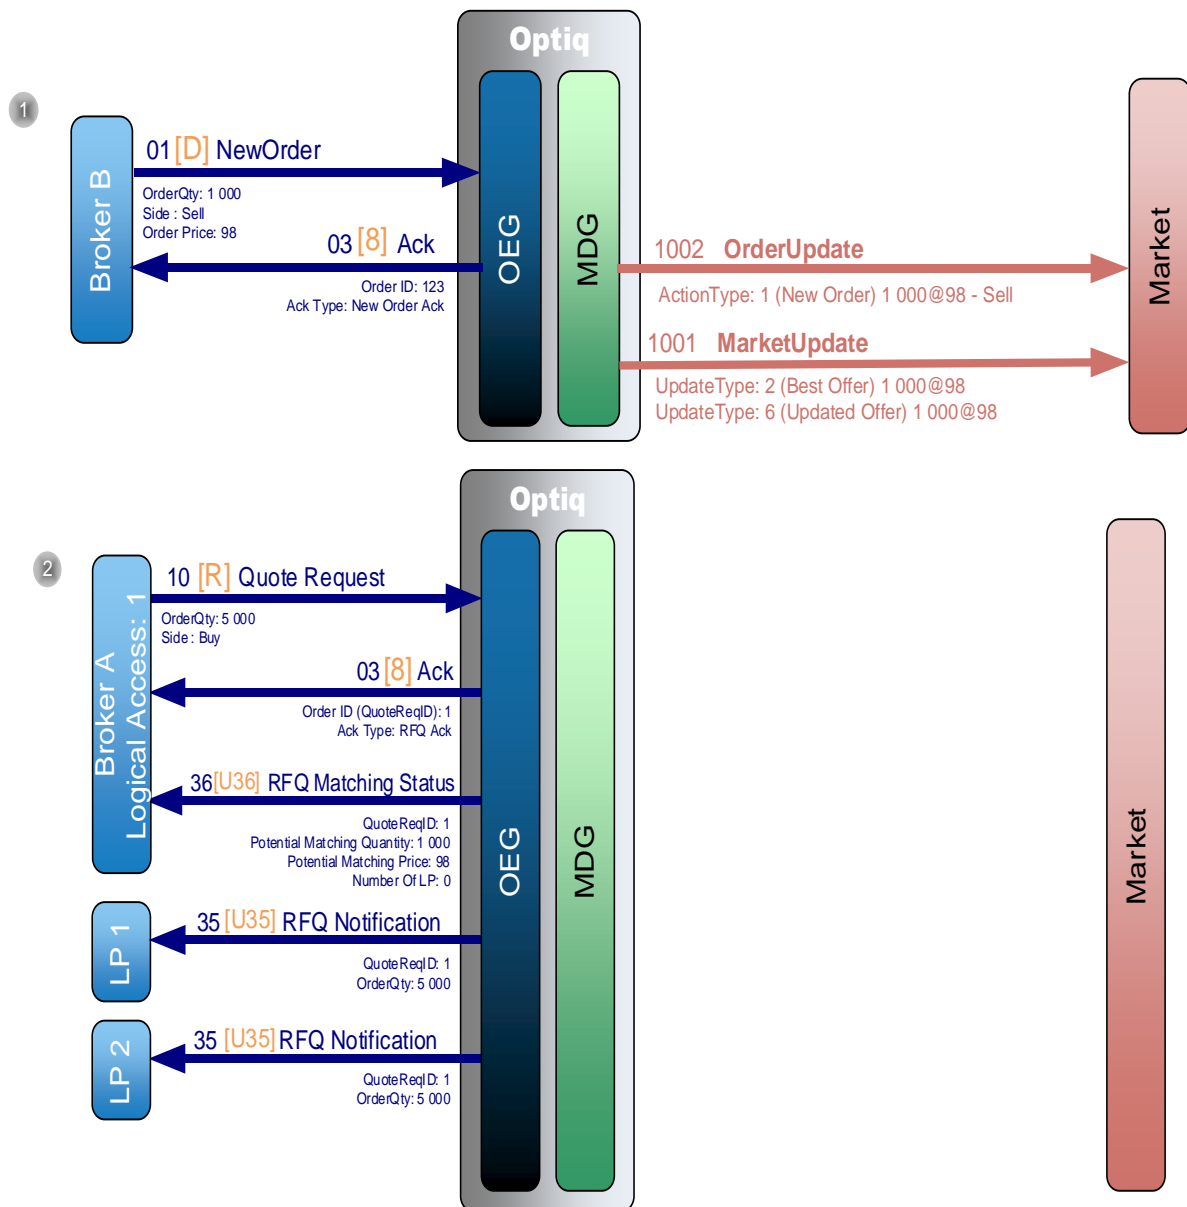 Optiq
1
Broker B
01 [D] NewOrder
OrderQty: 1 000
Side : Sell
Order Price: 98
03 [8] Ack
Order ID: 123
Ack Type: New Order Ack
OEG
MDG
1002 OrderUpdate
ActionType: 1 (New Order) 1 000@98 - Sell
1001 MarketUpdate
UpdateType: 2 (Best Offer) 1 000@98
UpdateType: 6 (Updated Offer) 1 000@98
Market
Optiq
2
Broker A
Logical Access: 1
10 [R] Quote Request
OrderQty: 5 000
Side : Buy
03 [8] Ack
Order ID (QuoteReqID): 1
Ack Type: RFQ Ack
36 [U36] RFQ Matching Status
QuoteReqID: 1
Potential Matching Quantity: 1 000
Potential Matching Price: 98
Number Of LP: 0
OEG
MDG
Market
LP 1
35 [U35] RFQ Notification
QuoteReqID: 1
OrderQty: 5 000
LP 2
35 [U35] RFQ Notification
QuoteReqID: 1
OrderQty: 5 000